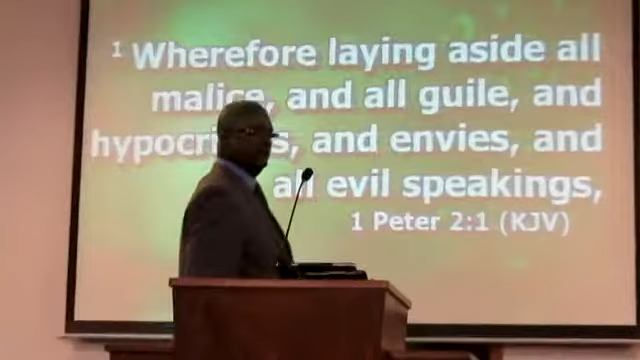 1 Wherefore laying aside all
malice, and all guile, and
hypocrisies, and envies, and
all evil speakings,
1 Peter 2:1 (KJV)